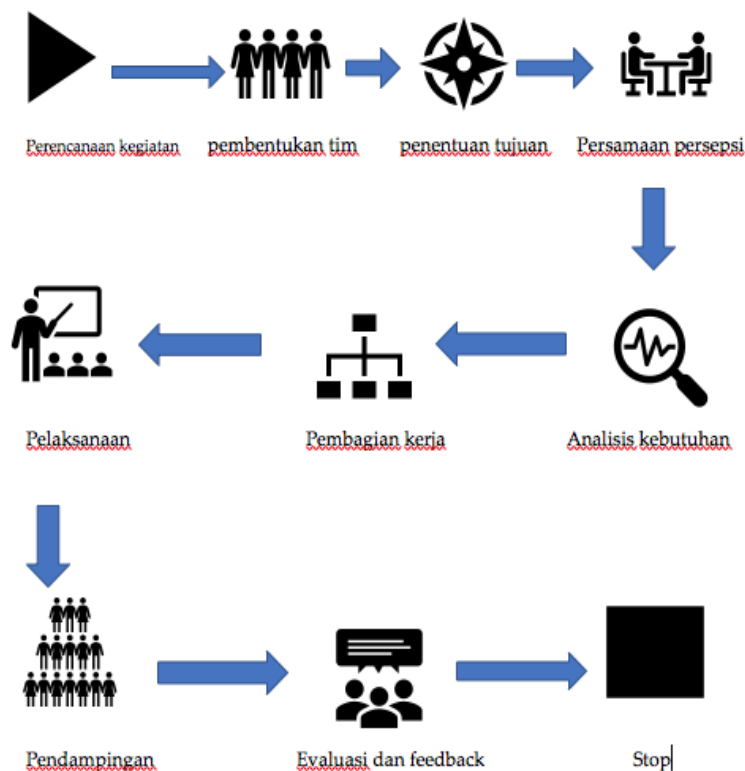 Perencanaan kegiatan pembentukan tim penentuan tujuan Persamaan persepsi
Pelaksanaan Pembagian kerja Analisis kebutuhan
Pendampingan Evaluasi dan feedback Stop